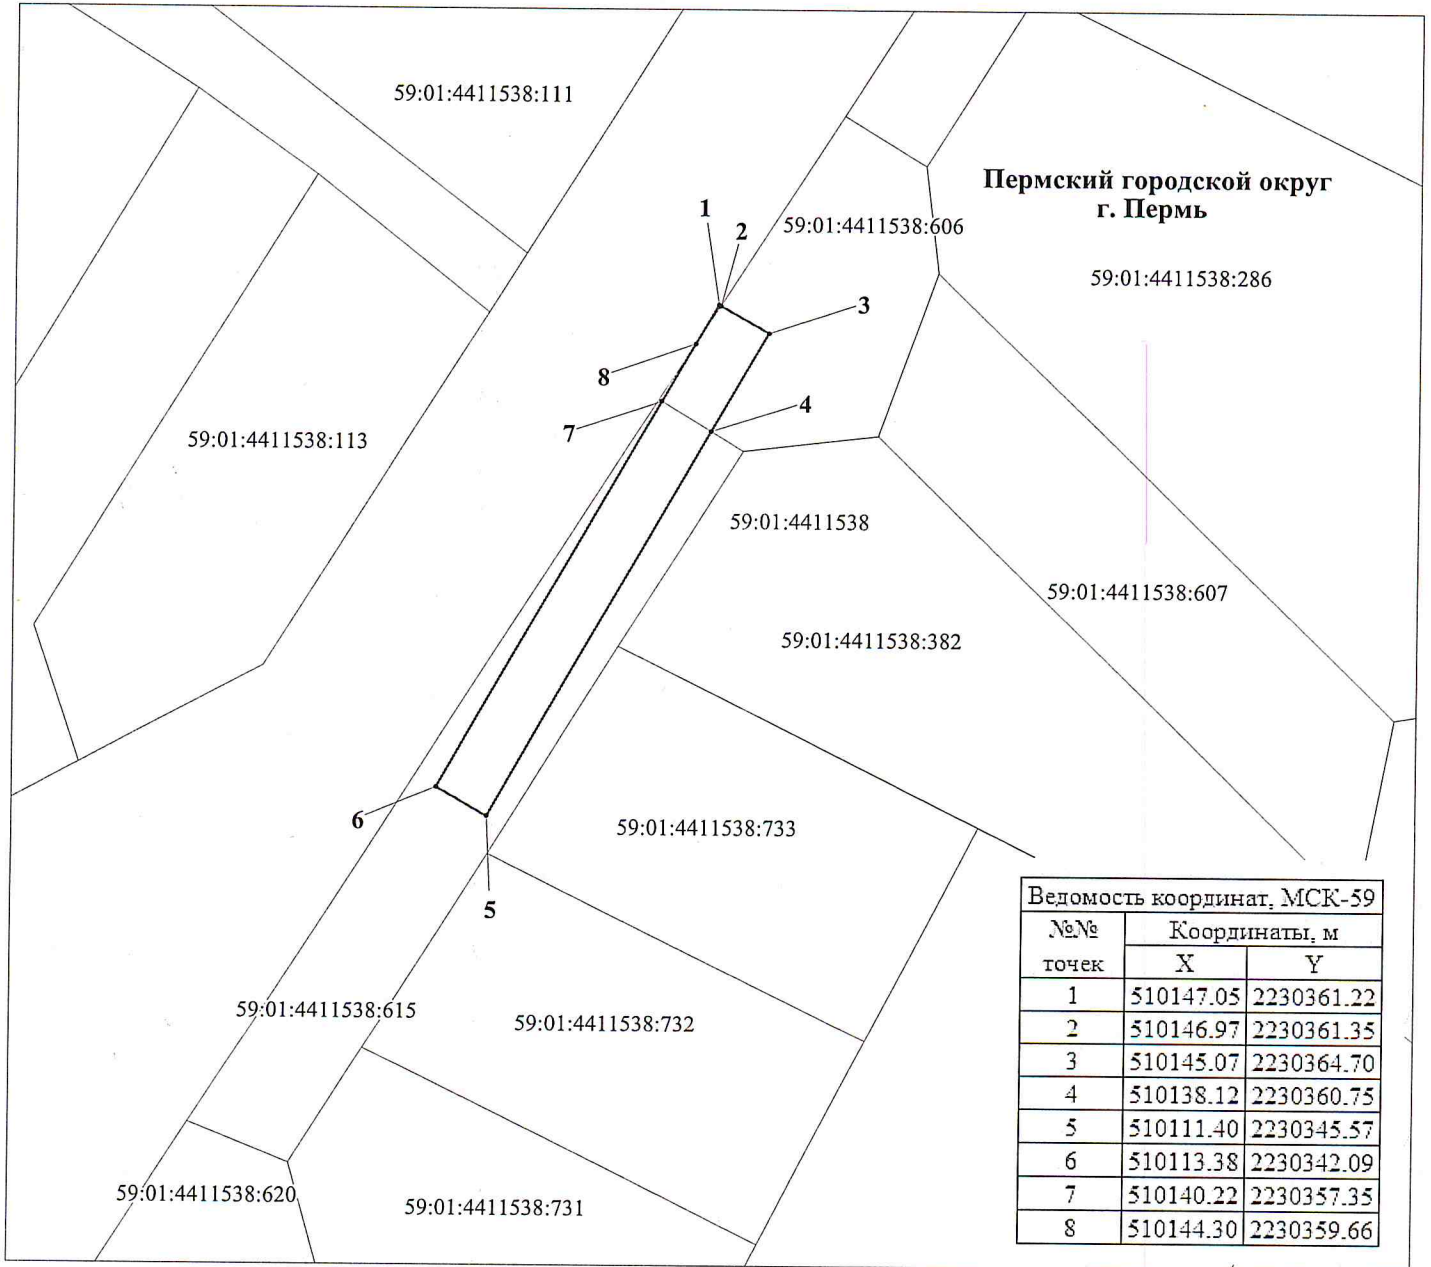 59:01:4411538:111
Пермский городской округ
г. Пермь
1
2
59:01:4411538:606
59:01:4411538:286
3
8
4
7
59:01:4411538:113
59:01:4411538
59:01:4411538:607
59:01:4411538:382
6
59:01:4411538:733
5
59:01:4411538:615
59:01:4411538:732
59:01:4411538:620
59:01:4411538:731
Ведомость координат, МСК-59
№№ Координаты, м
точек X Y
1 510147.05 2230361.22
2 510146.97 2230361.35
3 510145.07 2230364.70
4 510138.12 2230360.75
5 510111.40 2230345.57
6 510113.38 2230342.09
7 510140.22 2230357.35
8 510144.30 2230359.66